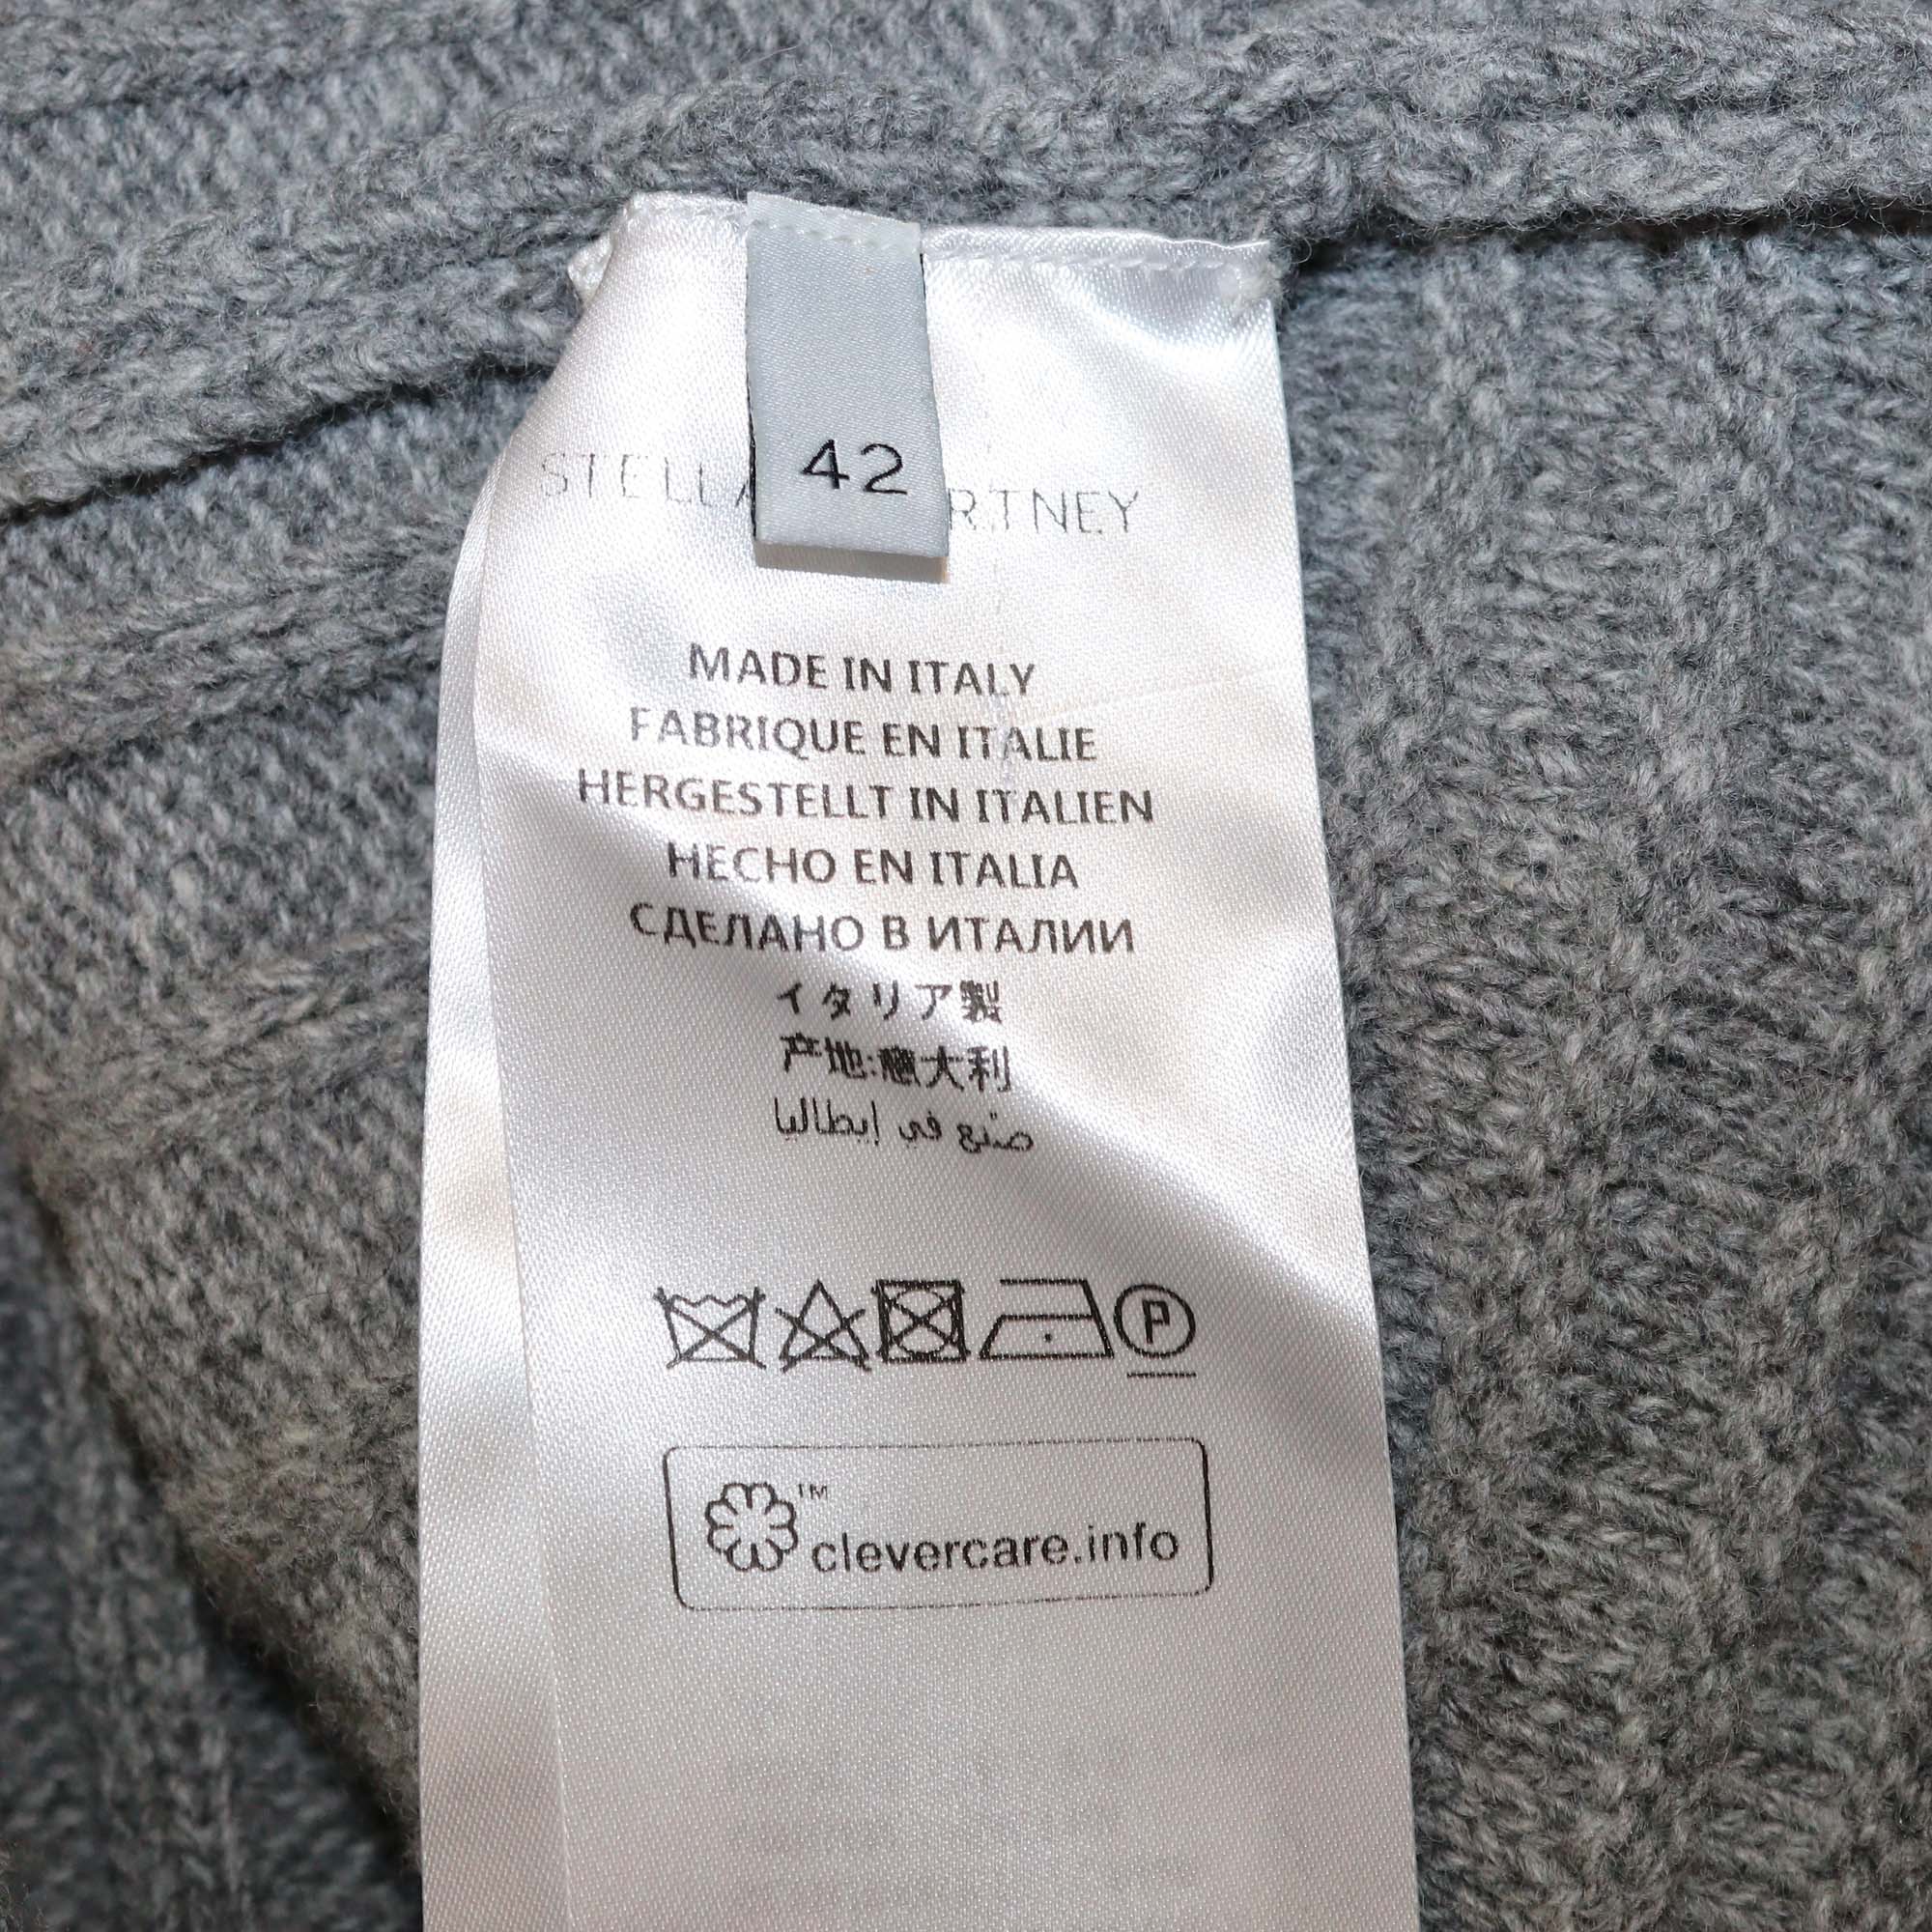 42
STELLA RTNEY
MADE IN ITALY
FABRIQUE EN ITALIE
HERGESTELLT IN ITALIEN
HECHO EN ITALIA
СДЕЛАНО В ИТАЛИИ
イタリア製
产地:意大利
صنع في إيطاليا
P
™ clevercare.info